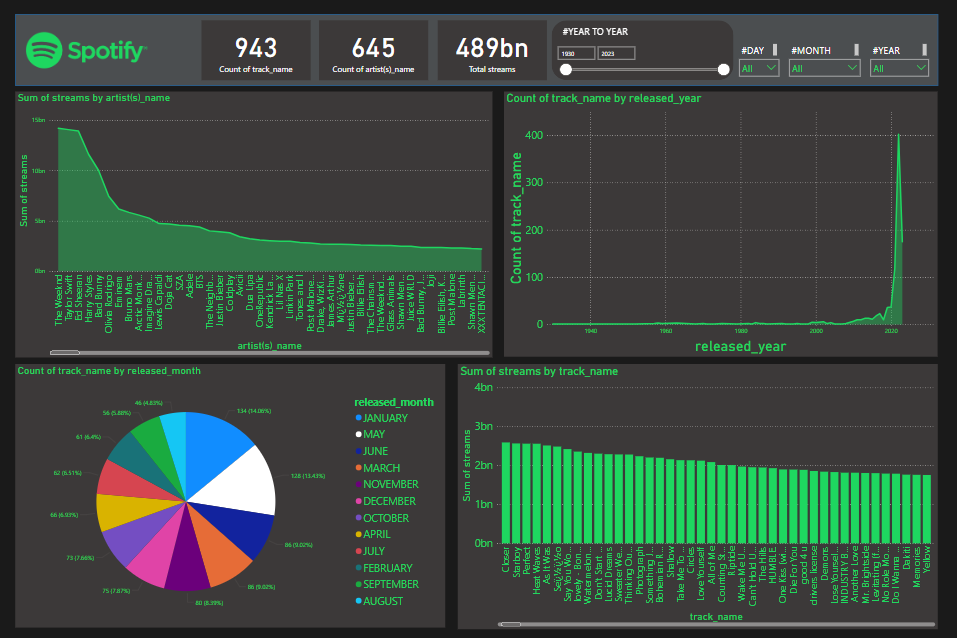 Spotify
943
Count of track_name
645
Count of artist(s)_name
489bn
Total streams
#YEAR TO YEAR
1930
2023
#DAY
All
#MONTH
All
#YEAR
All
Sum of streams by artist(s)_name
Sum of streams
15bn
10bn
5bn
0bn
The Weeknd
Taylor Swift
Ed Sheeran
Harry Styles
Bad Bunny
Olivia Rodrigo
Eminem
Bruno Mars
Arctic Monk...
Imagine Dra...
Lewis Capaldi
Doja Cat
SZA
Adele
BTS
The Neighb...
Justin Bieber
Coldplay
Avicii
Dua Lipa
OneRepublic
Kendrick La...
Lil Nas X
Linkin Park
Tones and I
Post Malone...
Drake, WizKi...
James Arthur
Justin Bieber...
Billie Eilish
The Chainsm...
The Weeknd...
Glass Animals
Shawn Men...
Juice WRLD
Bad Bunny, J...
Joji
Billie Eilish, K...
Post Malone
Labrinth
Shawn Men...
XXXTENTACI...
artist(s)_name
Count of track_name by released_year
Count of track_name
400
300
200
100
0
1940
1960
1980
2000
2020
released_year
Count of track_name by released_month
134 (14.06%)
128 (13.43%)
86 (9.02%)
86 (9.02%)
80 (8.39%)
75 (7.87%)
73 (7.66%)
66 (6.93%)
62 (6.51%)
61 (6.4%)
56 (5.88%)
46 (4.83%)
released_month
JANUARY
MAY
JUNE
MARCH
NOVEMBER
DECEMBER
OCTOBER
APRIL
JULY
FEBRUARY
SEPTEMBER
AUGUST
Sum of streams by track_name
Sum of streams
4bn
3bn
2bn
1bn
0bn
Closer
Starboy
Perfect
Heat Waves
As It Was
Say You Wo...
lovely - Bon...
Watermelon...
Don't Start ...
Lucid Dreams
Sweater We...
Thinking Ou...
Photograph
Something J...
Bohemian R...
Shallow
Take Me To ...
Circles
Love Yourself
All of Me
Counting St...
Riptide
Wake Me U...
Can't Hold U...
The Hills
HUMBLE.
One Kiss (w...
Die For You
good 4 u
drivers license
Demons
Lose Yoursel...
INDUSTRY B...
Another Love
Mr. Brightside
Levitating (f...
No Role Mo...
Do I Wanna ...
Dakiti
Memories
Yellow
track_name